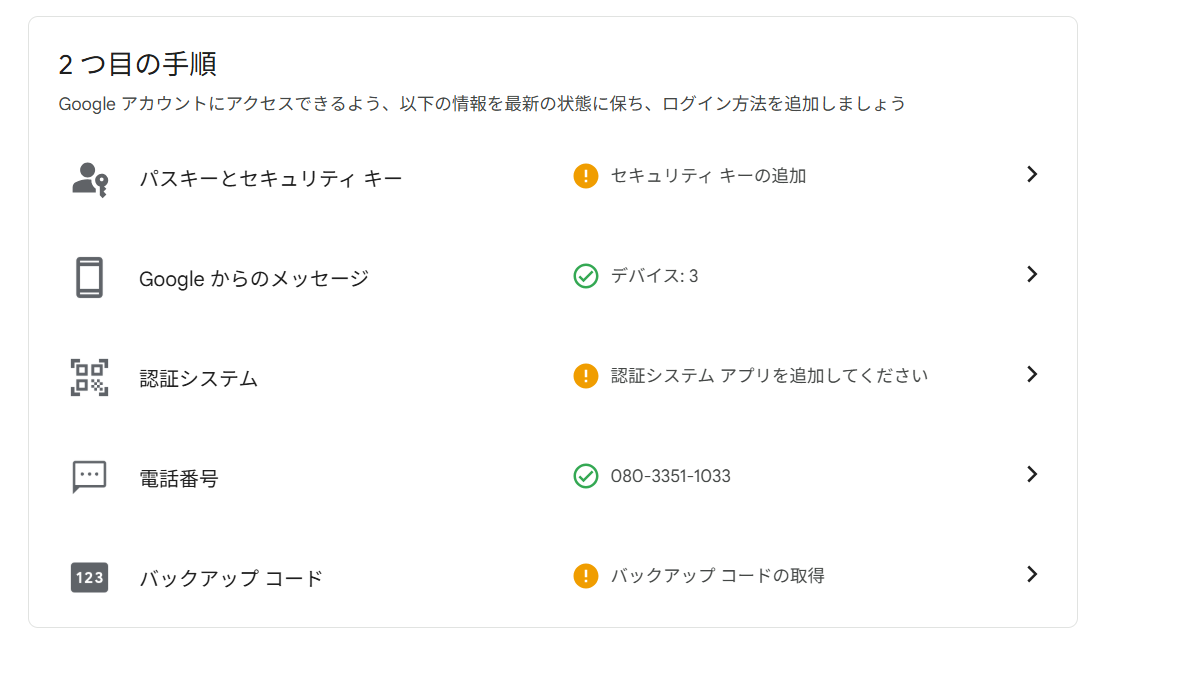 2 つ目の手順
Google アカウントにアクセスできるよう、以下の情報を最新の状態に保ち、ログイン方法を追加しましょう
パスキーとセキュリティ キー
セキュリティ キーの追加
Google からのメッセージ
デバイス: 3
認証システム
認証システム アプリを追加してください
電話番号
080-3351-1033
123
バックアップ コード
バックアップ コードの取得